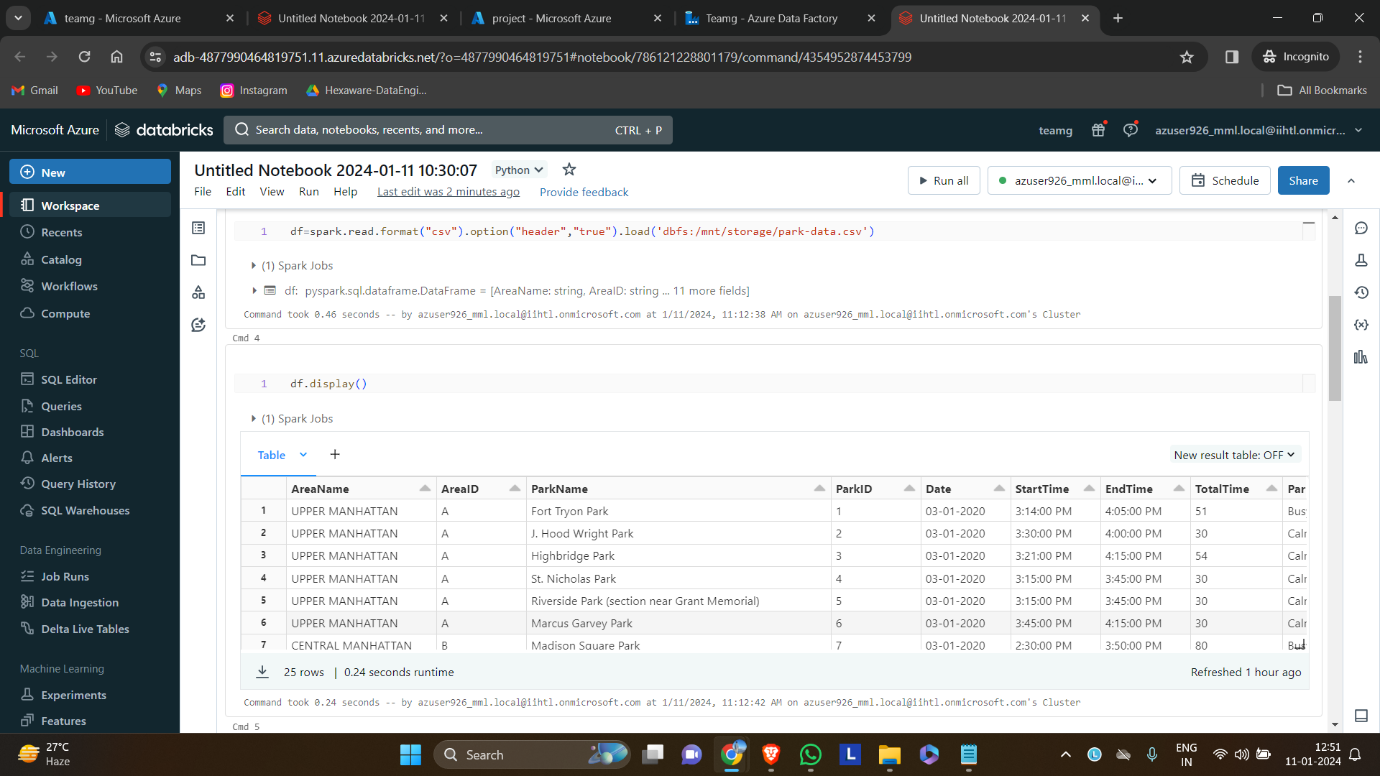 teamg - Microsoft Azure
Untitled Notebook 2024-01-11
project - Microsoft Azure
Teamg - Azure Data Factory
Untitled Notebook 2024-01-11
adb-4877990464819751.11.azuredatabricks.net/?o=4877990464819751#notebook/786121228801179/command/4354952874453799
Incognito
Gmail YouTube Maps Instagram Hexaware-DataEngi...
All Bookmarks
Microsoft Azure databricks
Search data, notebooks, recents, and more... CTRL + P
teamg
azuser926_mml.local@iihtl.onmicr...
New
Workspace
Recents
Catalog
Workflows
Compute
SQL
SQL Editor
Queries
Dashboards
Alerts
Query History
SQL Warehouses
Data Engineering
Job Runs
Data Ingestion
Delta Live Tables
Machine Learning
Experiments
Features
Untitled Notebook 2024-01-11 10:30:07 Python
File Edit View Run Help Last edit was 2 minutes ago Provide feedback
Run all azuser926_mml.local@i... Schedule Share
1 df=spark.read.format("csv").option("header","true").load('dbfs:/mnt/storage/park-data.csv')
(1) Spark Jobs
df: pyspark.sql.dataframe.DataFrame = [AreaName: string, AreaID: string ... 11 more fields]
Command took 0.46 seconds -- by azuser926_mml.local@iihtl.onmicrosoft.com at 1/11/2024, 11:12:38 AM on azuser926_mml.local@iihtl.onmicrosoft.com's Cluster
Cmd 4
1 df.display()
(1) Spark Jobs
Table +
New result table: OFF
AreaName AreaID ParkName ParkID Date StartTime EndTime TotalTime Par
1 UPPER MANHATTAN A Fort Tryon Park 1 03-01-2020 3:14:00 PM 4:05:00 PM 51 Bus
2 UPPER MANHATTAN A J. Hood Wright Park 2 03-01-2020 3:30:00 PM 4:00:00 PM 30 Calr
3 UPPER MANHATTAN A Highbridge Park 3 03-01-2020 3:21:00 PM 4:15:00 PM 54 Calr
4 UPPER MANHATTAN A St. Nicholas Park 4 03-01-2020 3:15:00 PM 3:45:00 PM 30 Calr
5 UPPER MANHATTAN A Riverside Park (section near Grant Memorial) 5 03-01-2020 3:15:00 PM 3:45:00 PM 30 Calr
6 UPPER MANHATTAN A Marcus Garvey Park 6 03-01-2020 3:45:00 PM 4:15:00 PM 30 Calr
7 CENTRAL MANHATTAN B Madison Square Park 7 03-01-2020 2:30:00 PM 3:50:00 PM 80
25 rows | 0.24 seconds runtime
Refreshed 1 hour ago
Command took 0.24 seconds -- by azuser926_mml.local@iihtl.onmicrosoft.com at 1/11/2024, 11:12:42 AM on azuser926_mml.local@iihtl.onmicrosoft.com's Cluster
Cmd 5
27°C
Haze
Search
L
ENG
IN
12:51
11-01-2024